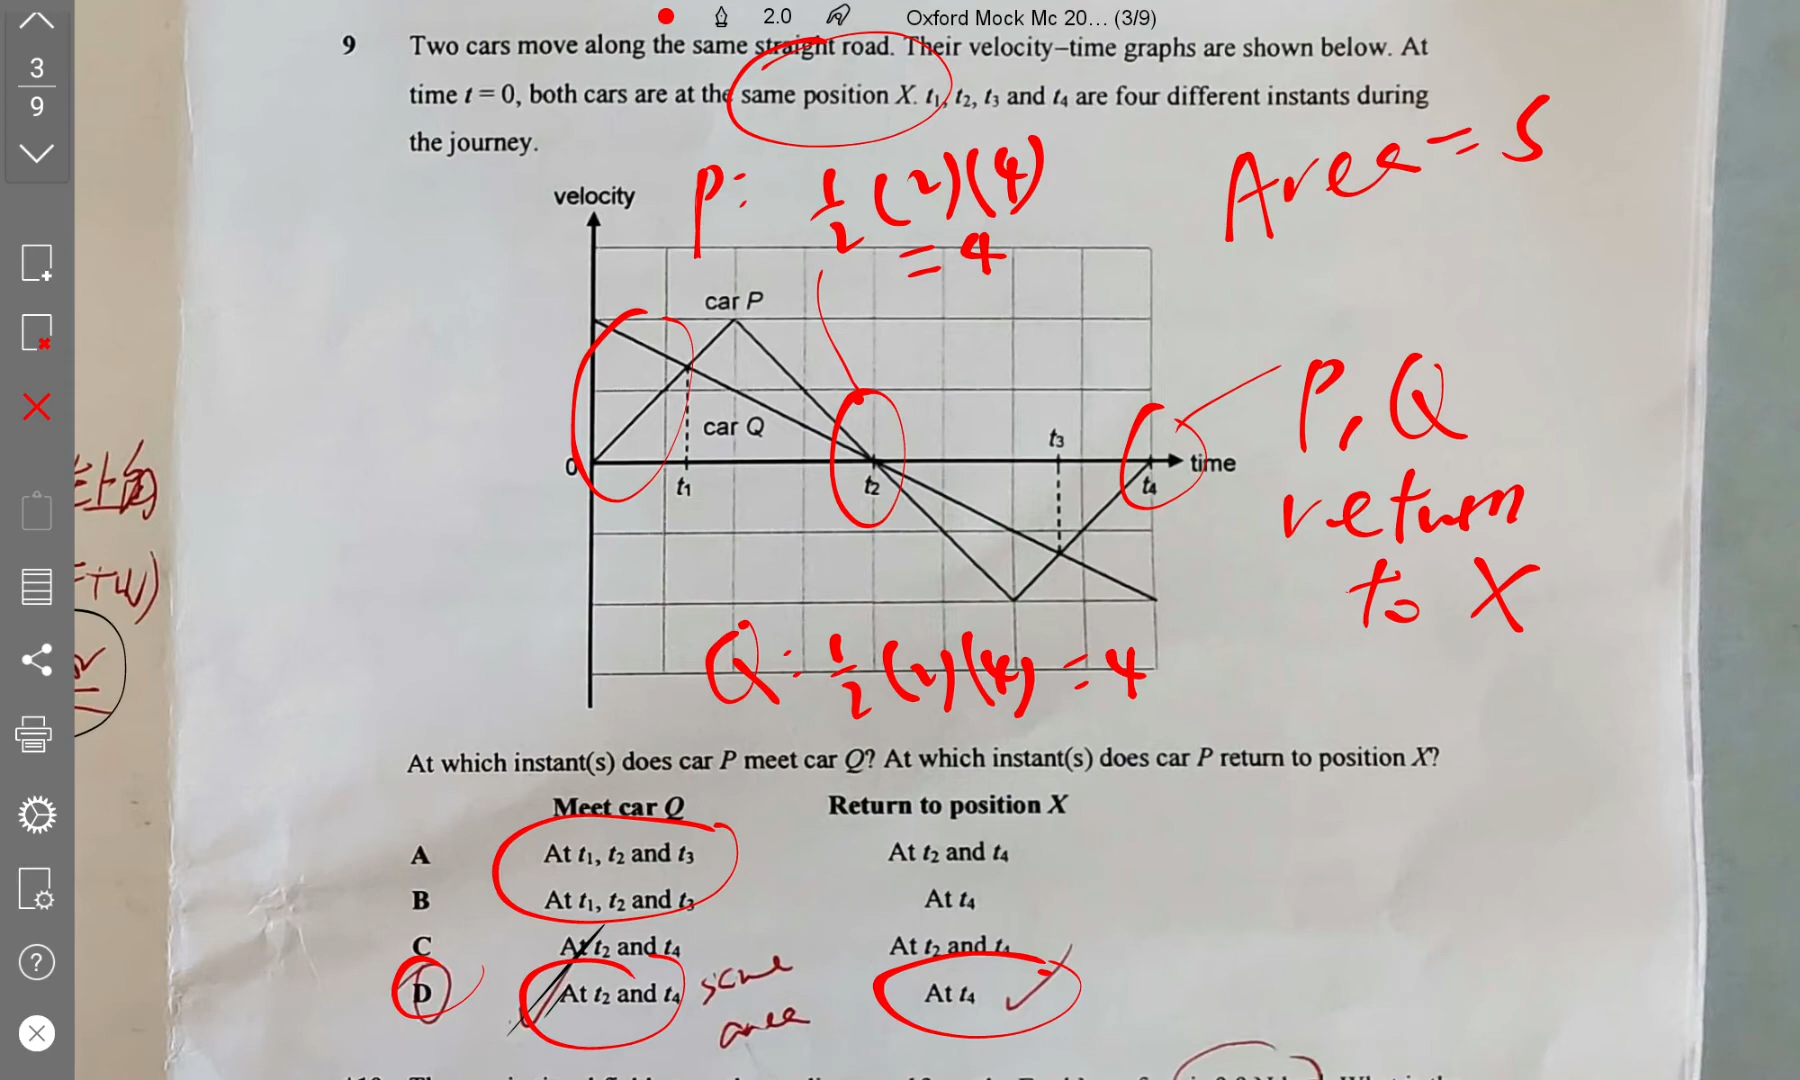 2.0 Oxford Mock Mc 20... (3/9)
3
9
9 Two cars move along the same straight road. Their velocity–time graphs are shown below. At
time t = 0, both cars are at the same position X. t₁, t₂, t₃ and t₄ are four different instants during
the journey.
Area = S
P: 1/2 (2)(4)
= 4
velocity
car P
car Q
0
t₁
t₂
t₃
t₄
time
P, Q
return
to X
Q: 1/2 (2)(4) = 4
At which instant(s) does car P meet car Q? At which instant(s) does car P return to position X?
Meet car Q Return to position X
A At t₁, t₂ and t₃ At t₂ and t₄
B At t₁, t₂ and t₃ At t₄
C At t₂ and t₄ At t₂ and t₄
D At t₂ and t₄ At t₄
same
area